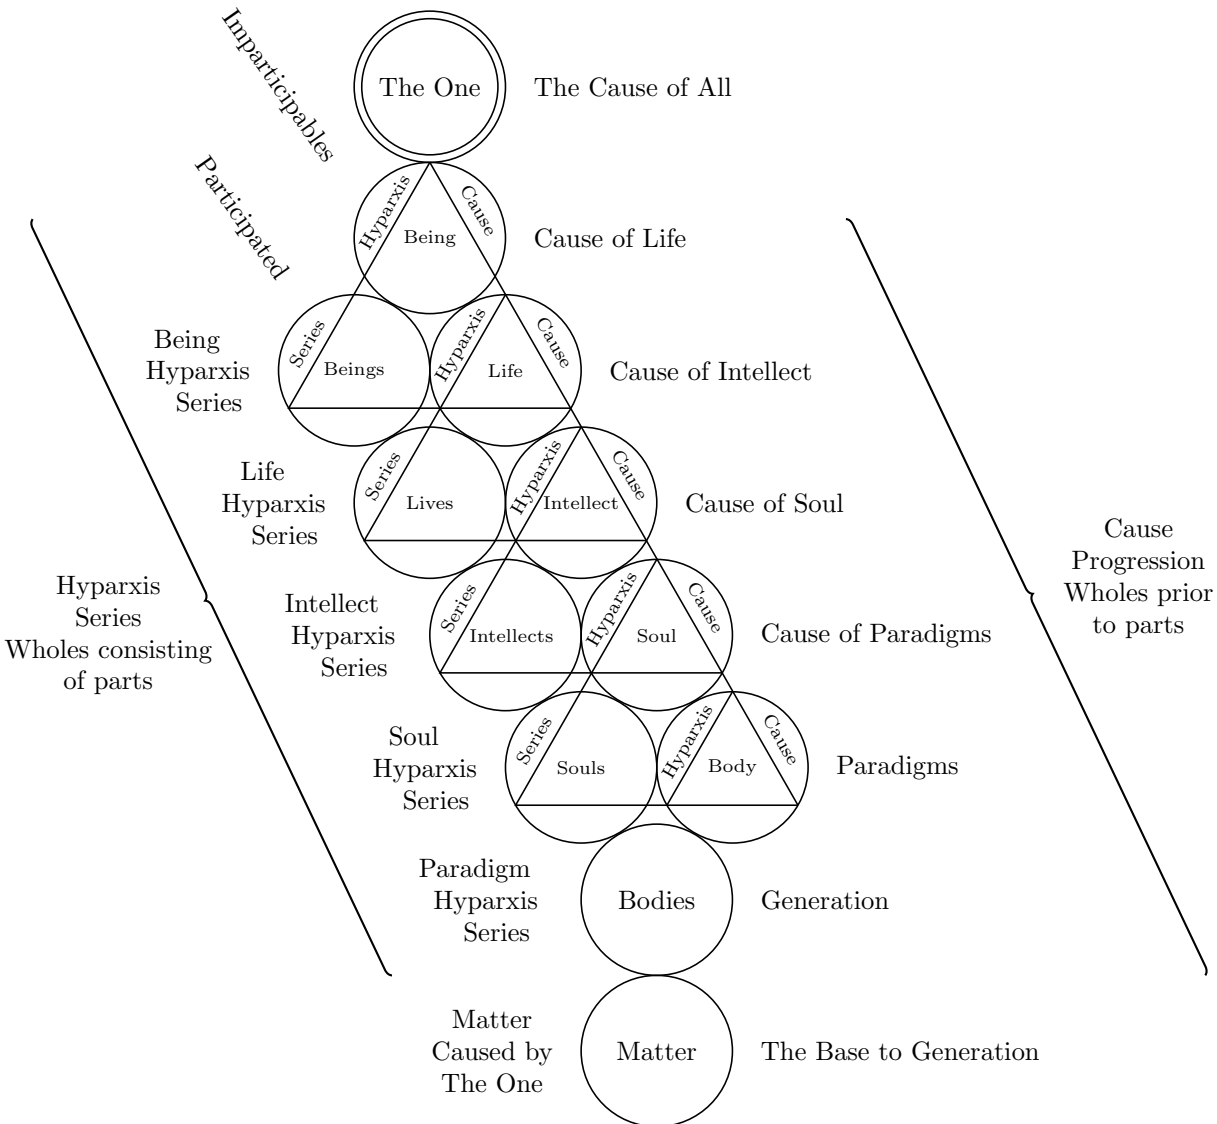 Imparticipables
The One
The Cause of All
Participated
Hyparxis
Cause
Being
Cause of Life
Being
Hyparxis
Series
Series
Beings
Hyparxis
Cause
Life
Cause of Intellect
Life
Hyparxis
Series
Series
Lives
Hyparxis
Cause
Intellect
Cause of Soul
Hyparxis
Series
Wholes consisting
of parts
Cause
Progression
Wholes prior
to parts
Intellect
Hyparxis
Series
Series
Intellects
Hyparxis
Cause
Soul
Cause of Paradigms
Soul
Hyparxis
Series
Series
Souls
Hyparxis
Cause
Body
Paradigms
Paradigm
Hyparxis
Series
Bodies
Generation
Matter
Caused by
The One
Matter
The Base to Generation